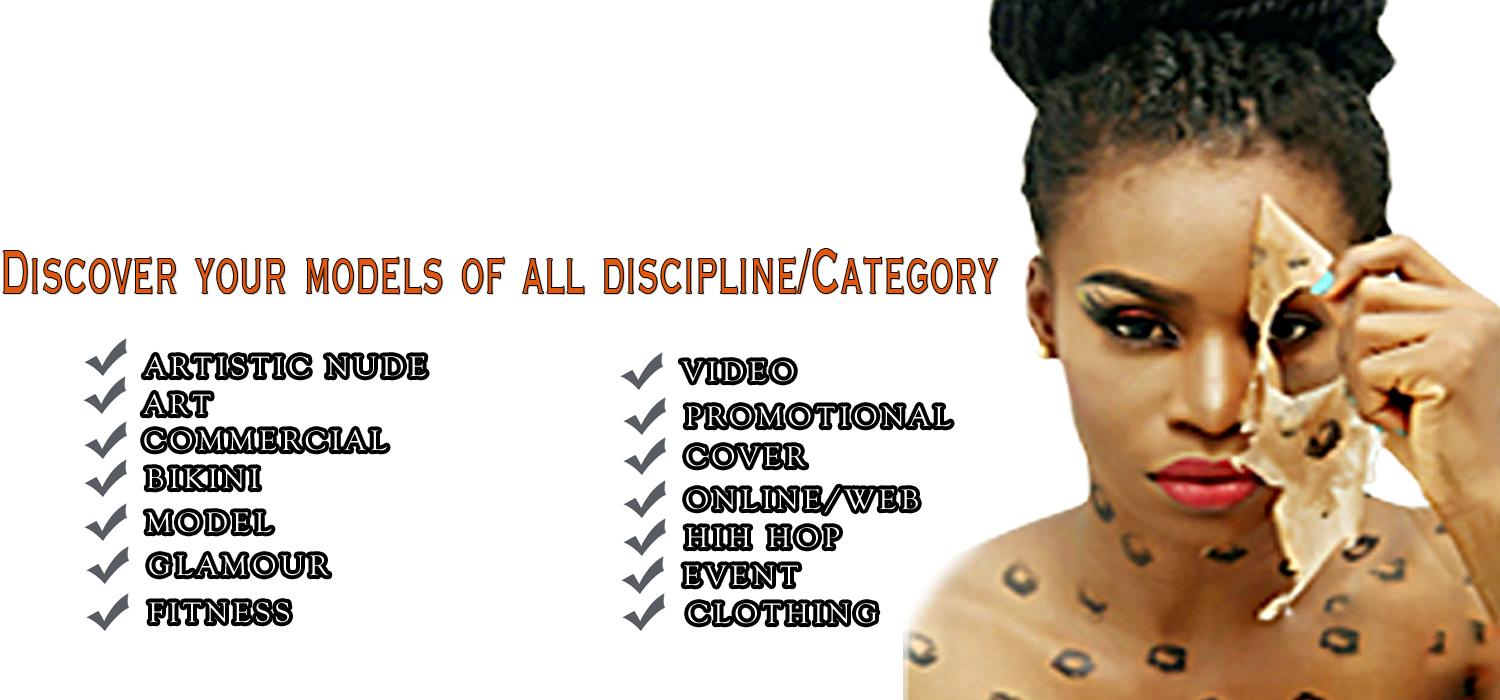 Discover your models of all discipline/Category
ARTISTIC NUDE
ART
COMMERCIAL
BIKINI
MODEL
GLAMOUR
FITNESS
VIDEO
PROMOTIONAL
COVER
ONLINE/WEB
HIH HOP
EVENT
CLOTHING